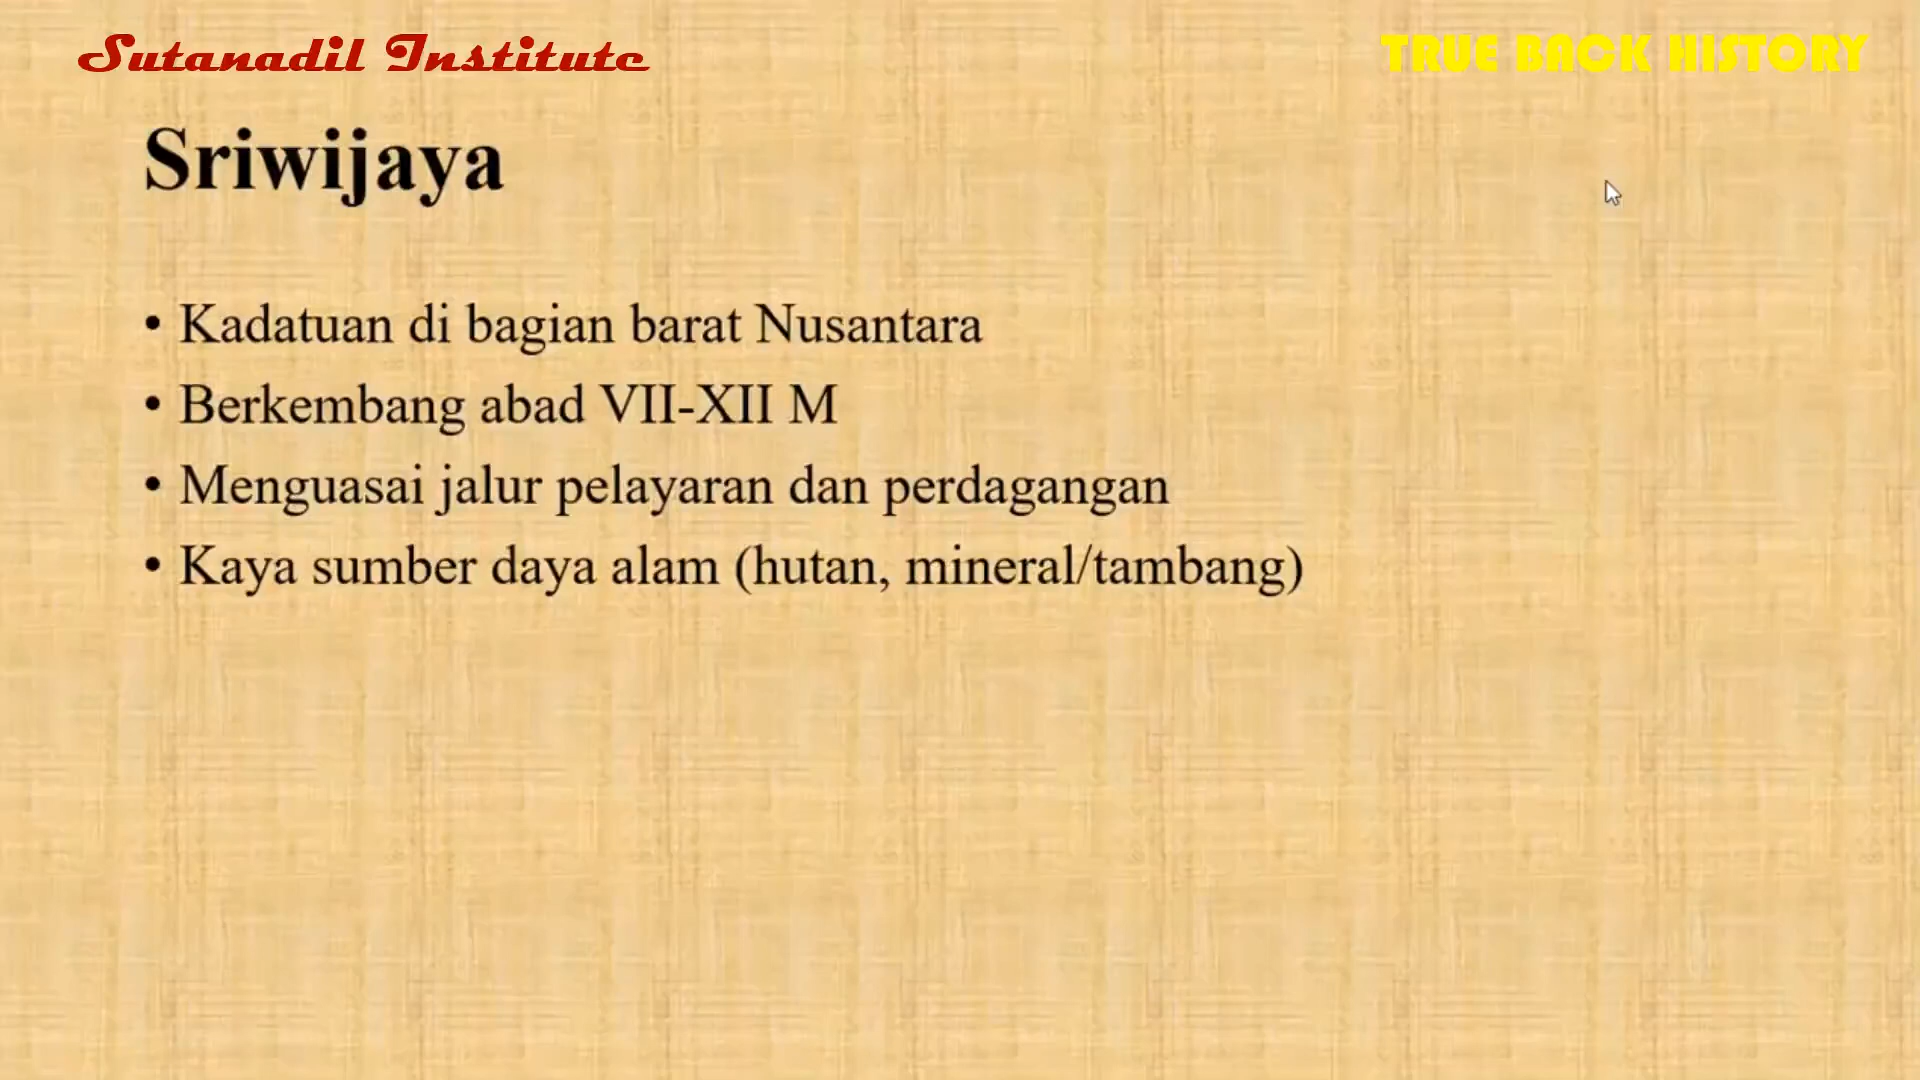 Sutanadil Institute
TRUE BACK HISTORY
Sriwijaya
• Kadatuan di bagian barat Nusantara
• Berkembang abad VII-XII M
• Menguasai jalur pelayaran dan perdagangan
• Kaya sumber daya alam (hutan, mineral/tambang)